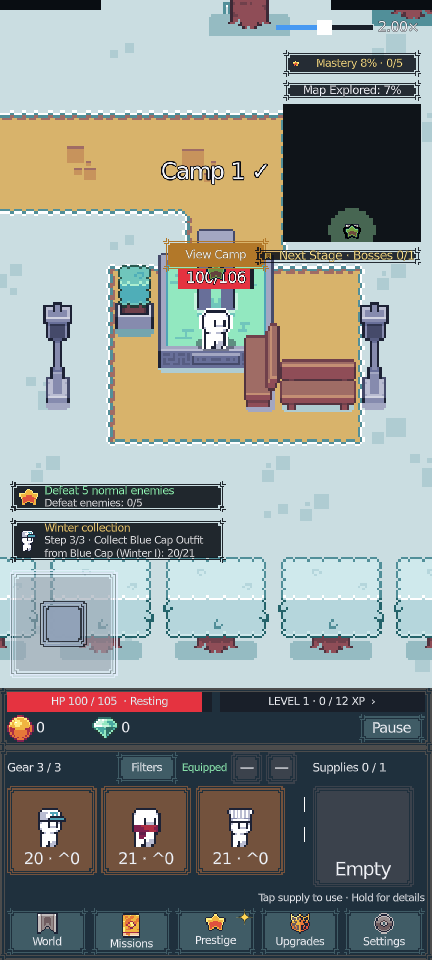 2.00×
Mastery 8% · 0/5
Map Explored: 7%
Camp 1 ✓
View Camp
Next Stage · Bosses 0/1
100/106
Defeat 5 normal enemies
Defeat enemies: 0/5
Winter collection
Step 3/3 · Collect Blue Cap Outfit
from Blue Cap (Winter I): 20/21
HP 100 / 105 · Resting
LEVEL 1 · 0 / 12 XP ›
0
0
Pause
Gear 3 / 3
Filters
Equipped
—
—
Supplies 0 / 1
20 · ^0
21 · ^0
21 · ^0
Empty
Tap supply to use · Hold for details
World
Missions
Prestige
Upgrades
Settings